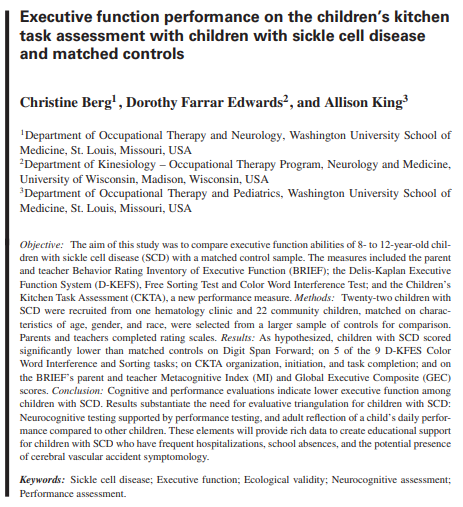 Executive function performance on the children's kitchen
task assessment with children with sickle cell disease
and matched controls
Christine Berg1, Dorothy Farrar Edwards2, and Allison King3
1Department of Occupational Therapy and Neurology, Washington University School of
Medicine, St. Louis, Missouri, USA
2Department of Kinesiology – Occupational Therapy Program, Neurology and Medicine,
University of Wisconsin, Madison, Wisconsin, USA
3Department of Occupational Therapy and Pediatrics, Washington University School of
Medicine, St. Louis, Missouri, USA
Objective: The aim of this study was to compare executive function abilities of 8- to 12-year-old chil-
dren with sickle cell disease (SCD) with a matched control sample. The measures included the parent
and teacher Behavior Rating Inventory of Executive Function (BRIEF); the Delis-Kaplan Executive
Function System (D-KEFS), Free Sorting Test and Color Word Interference Test; and the Children's
Kitchen Task Assessment (CKTA), a new performance measure. Methods: Twenty-two children with
SCD were recruited from one hematology clinic and 22 community children, matched on charac-
teristics of age, gender, and race, were selected from a larger sample of controls for comparison.
Parents and teachers completed rating scales. Results: As hypothesized, children with SCD scored
significantly lower than matched controls on Digit Span Forward; on 5 of the 9 D-KFES Color
Word Interference and Sorting tasks; on CKTA organization, initiation, and task completion; and on
the BRIEF's parent and teacher Metacognitive Index (MI) and Global Executive Composite (GEC)
scores. Conclusion: Cognitive and performance evaluations indicate lower executive function among
children with SCD. Results substantiate the need for evaluative triangulation for children with SCD:
Neurocognitive testing supported by performance testing, and adult reflection of a child's daily perfor-
mance compared to other children. These elements will provide rich data to create educational support
for children with SCD who have frequent hospitalizations, school absences, and the potential presence
of cerebral vascular accident symptomology.
Keywords: Sickle cell disease; Executive function; Ecological validity; Neurocognitive assessment;
Performance assessment.